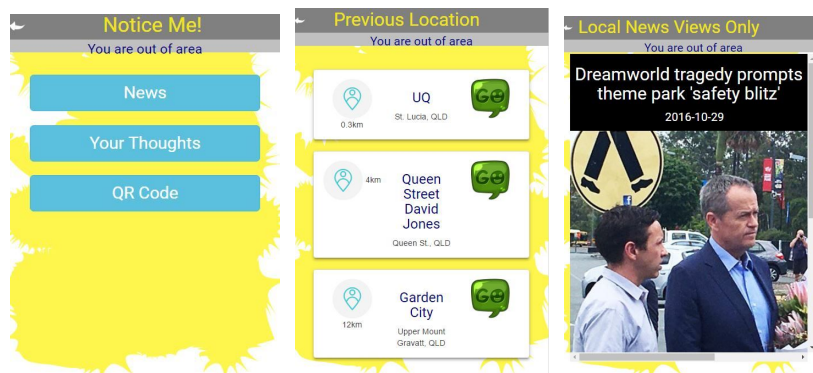 Notice Me!
You are out of area
News
Your Thoughts
QR Code
Previous Location
You are out of area
UQ
St. Lucia, QLD
0.3km
GO
4km
Queen
Street
David
Jones
Queen St., QLD
GO
Garden
City
12km
Upper Mount
Gravatt, QLD
GO
Local News Views Only
You are out of area
Dreamworld tragedy prompts
theme park 'safety blitz'
2016-10-29